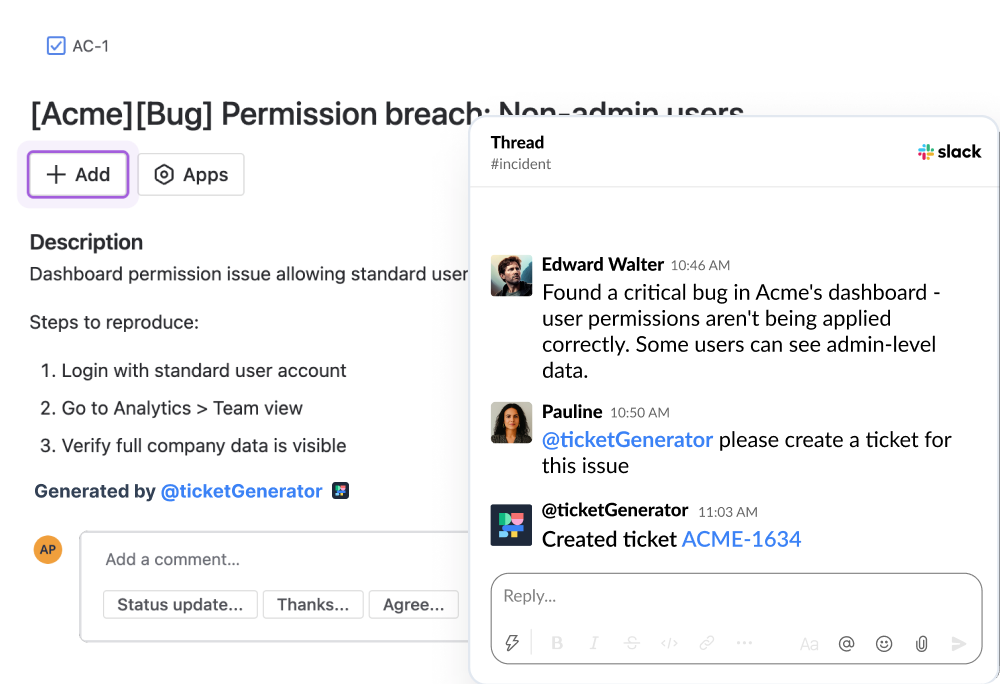 AC-1
[Acme][Bug] Permission breach: Non-admin users
Add
Apps
Description
Dashboard permission issue allowing standard user
Steps to reproduce:
1. Login with standard user account
2. Go to Analytics > Team view
3. Verify full company data is visible
Generated by @ticketGenerator
AP
Add a comment...
Status update...
Thanks...
Agree...
Thread
#incident
slack
Edward Walter 10:46 AM
Found a critical bug in Acme's dashboard -
user permissions aren't being applied
correctly. Some users can see admin-level
data.
Pauline 10:50 AM
@ticketGenerator please create a ticket for
this issue
@ticketGenerator 11:03 AM
Created ticket ACME-1634
Reply...
B I S </> Aa @